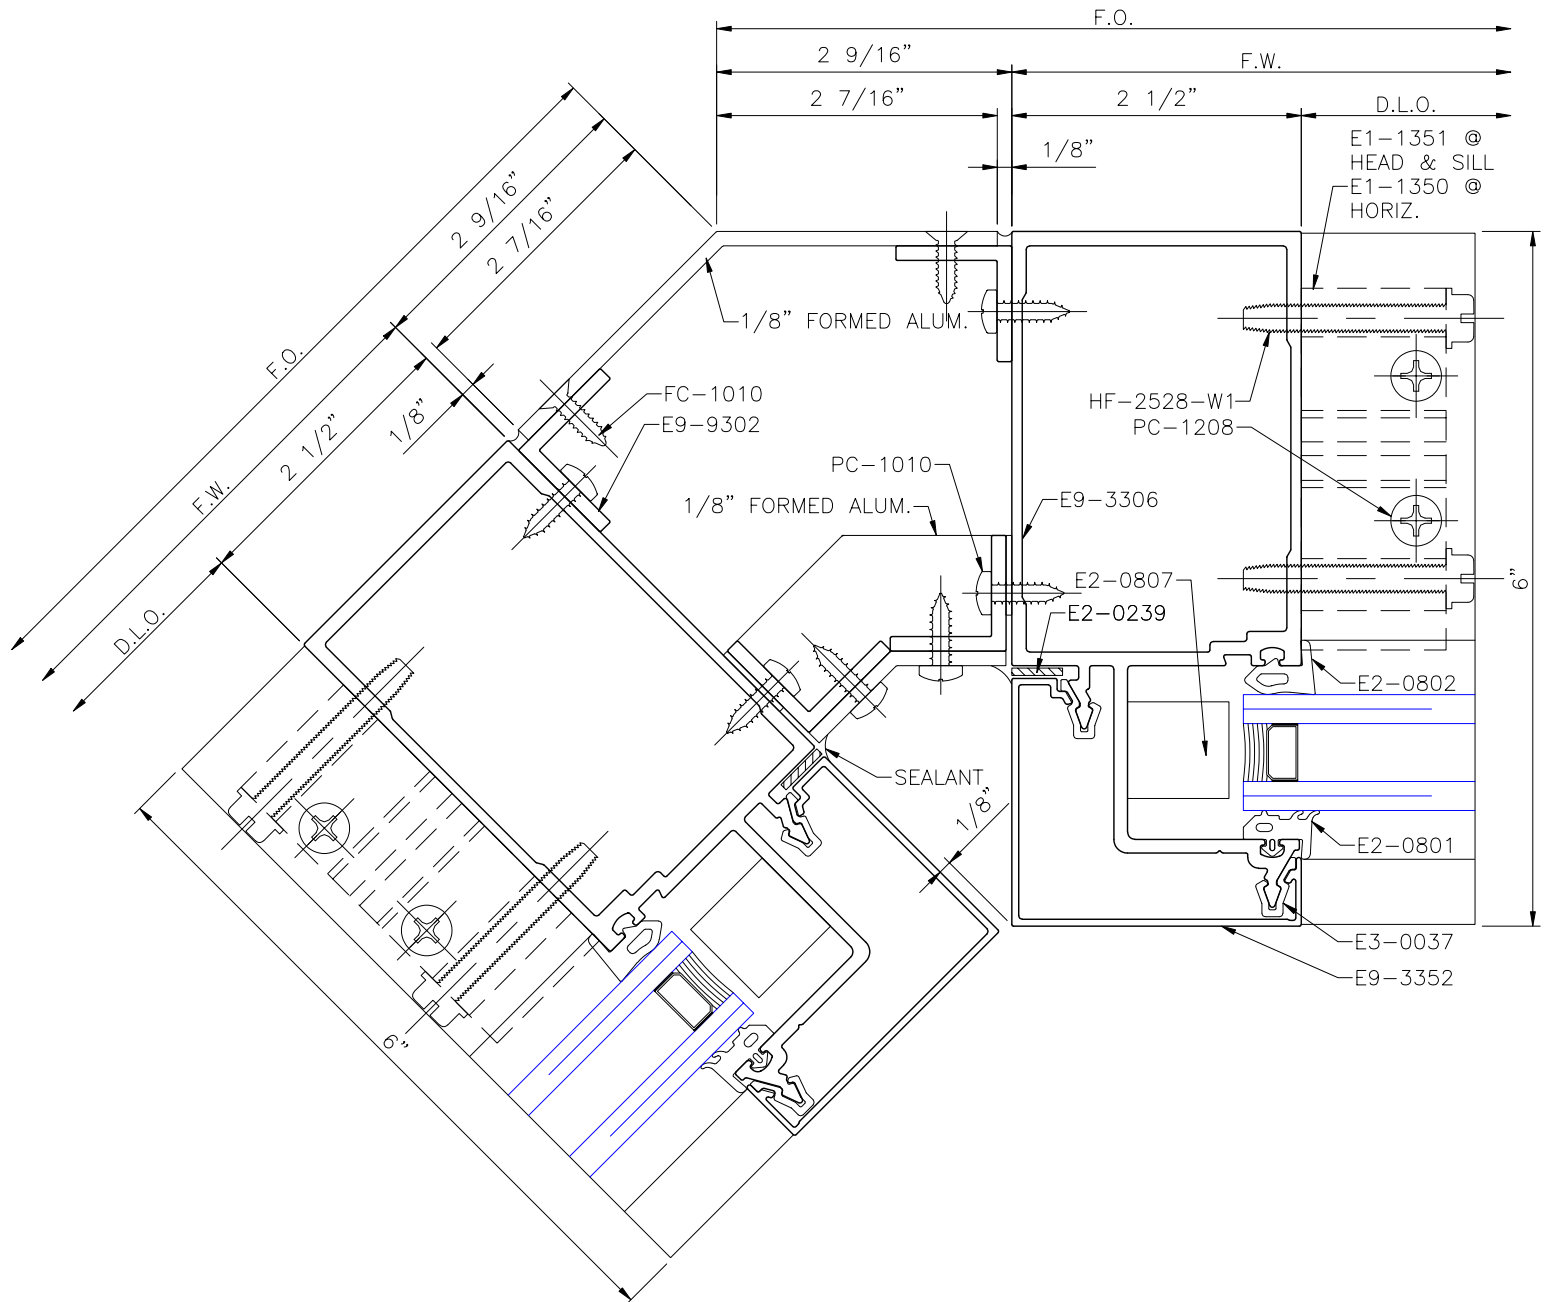 F.O.
2 9/16”
F.W.
2 7/16”
2 1/2”
D.L.O.
1/8”
E1-1351 @
HEAD & SILL
E1-1350 @
HORIZ.
2 9/16”
2 7/16”
F.O.
F.W.
2 1/2”
1/8”
D.L.O.
1/8” FORMED ALUM.
FC-1010
E9-9302
HF-2528-W1
PC-1208
PC-1010
1/8” FORMED ALUM.
E9-3306
E2-0807
E2-0239
6”
E2-0802
SEALANT
1/8”
E2-0801
E3-0037
E9-3352
6”